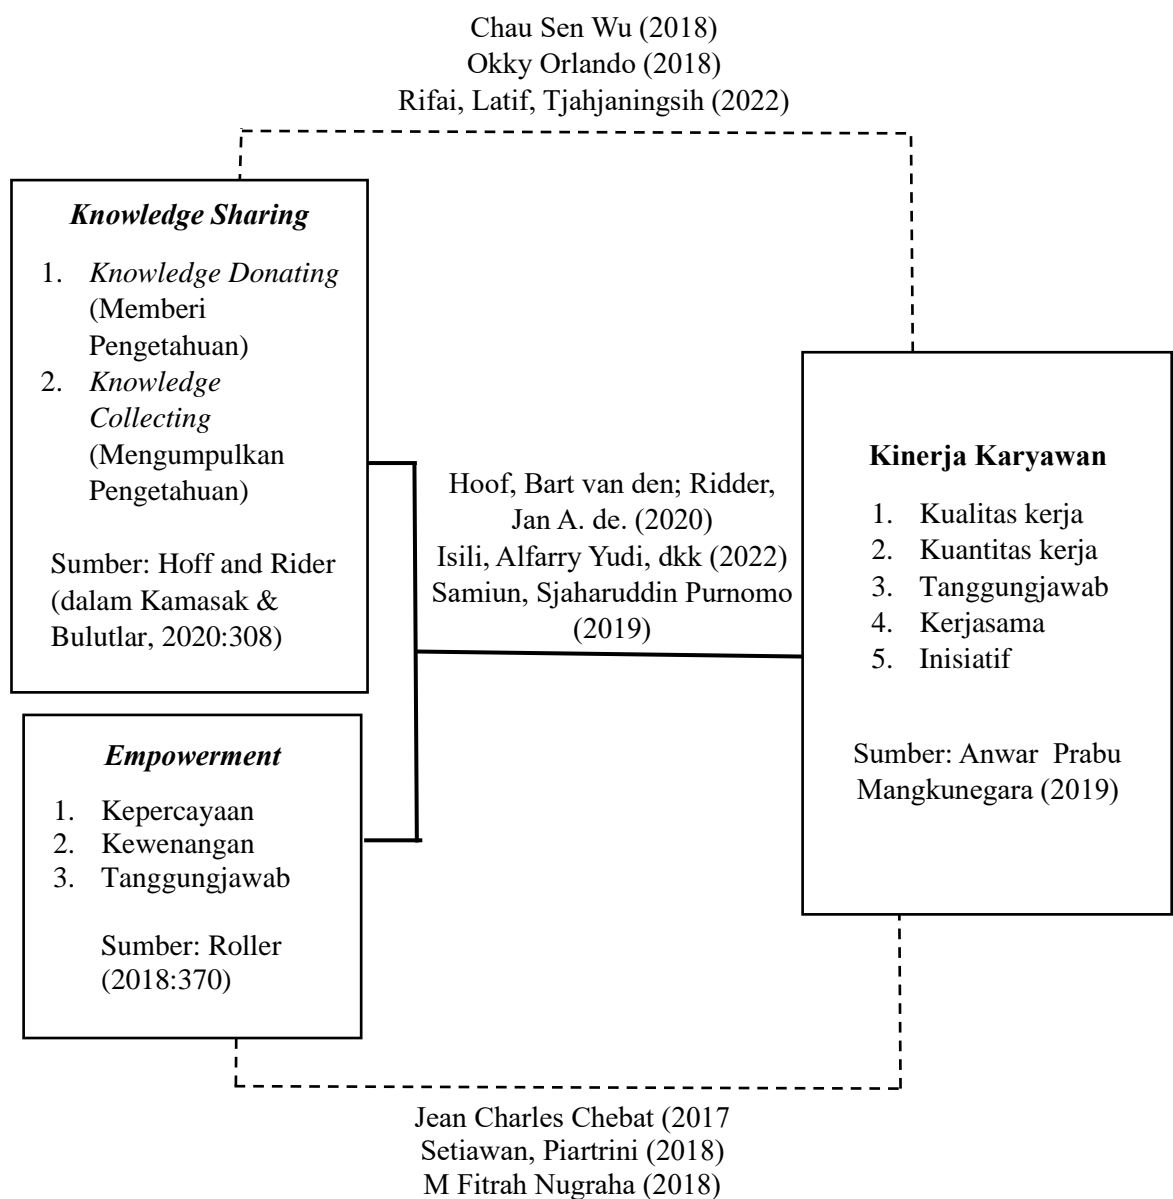 Chau Sen Wu (2018)
Okky Orlando (2018)
Rifai, Latif, Tjahjaningsih (2022)
Knowledge Sharing
1. Knowledge Donating
(Memberi
Pengetahuan)
2. Knowledge
Collecting
(Mengumpulkan
Pengetahuan)
Sumber: Hoff and Rider
(dalam Kamasak &
Bulutlar, 2020:308)
Hoof, Bart van den; Ridder,
Jan A. de. (2020)
Isili, Alfarry Yudi, dkk (2022)
Samiun, Sjaharuddin Purnomo
(2019)
Kinerja Karyawan
1. Kualitas kerja
2. Kuantitas kerja
3. Tanggungjawab
4. Kerjasama
5. Inisiatif
Sumber: Anwar Prabu
Mangkunegara (2019)
Empowerment
1. Kepercayaan
2. Kewenangan
3. Tanggungjawab
Sumber: Roller
(2018:370)
Jean Charles Chebat (2017
Setiawan, Piartrini (2018)
M Fitrah Nugraha (2018)